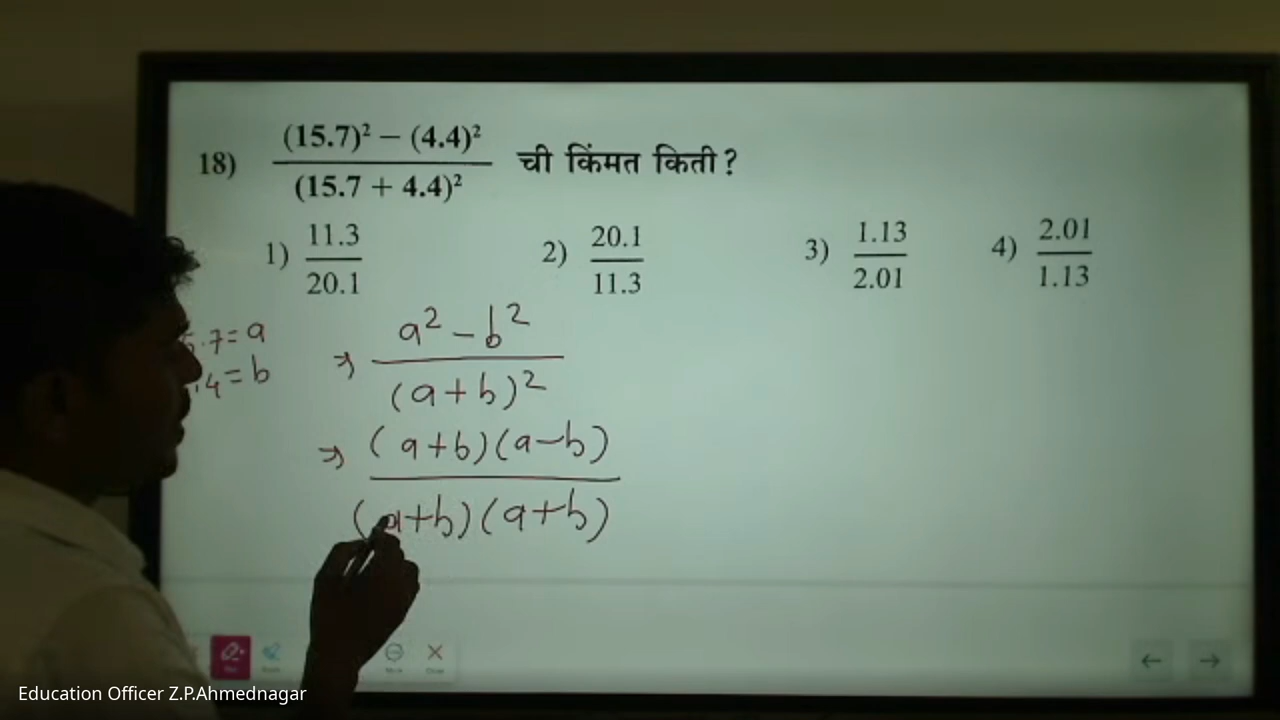 18) (15.7)² − (4.4)² / (15.7 + 4.4)² ची किंमत किती ?
1) 11.3 / 20.1 2) 20.1 / 11.3 3) 1.13 / 2.01 4) 2.01 / 1.13
.7 = a
.4 = b
⇒ a² − b² / (a + b)²
⇒ (a + b)(a − b) / (a + b)(a + b)
Education Officer Z.P.Ahmednagar